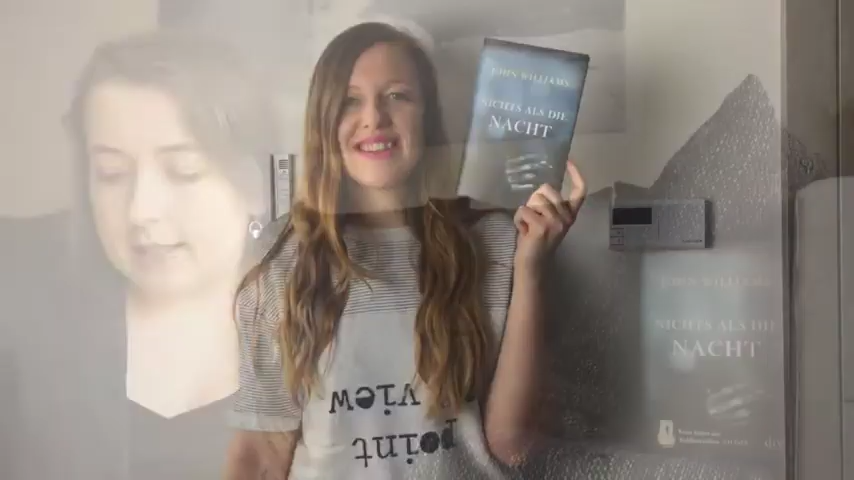 JOHN WILLIAMS
NICHTS ALS DIE
NACHT
view
point
JOHN WILLIAMS
NICHTS ALS DIE
NACHT